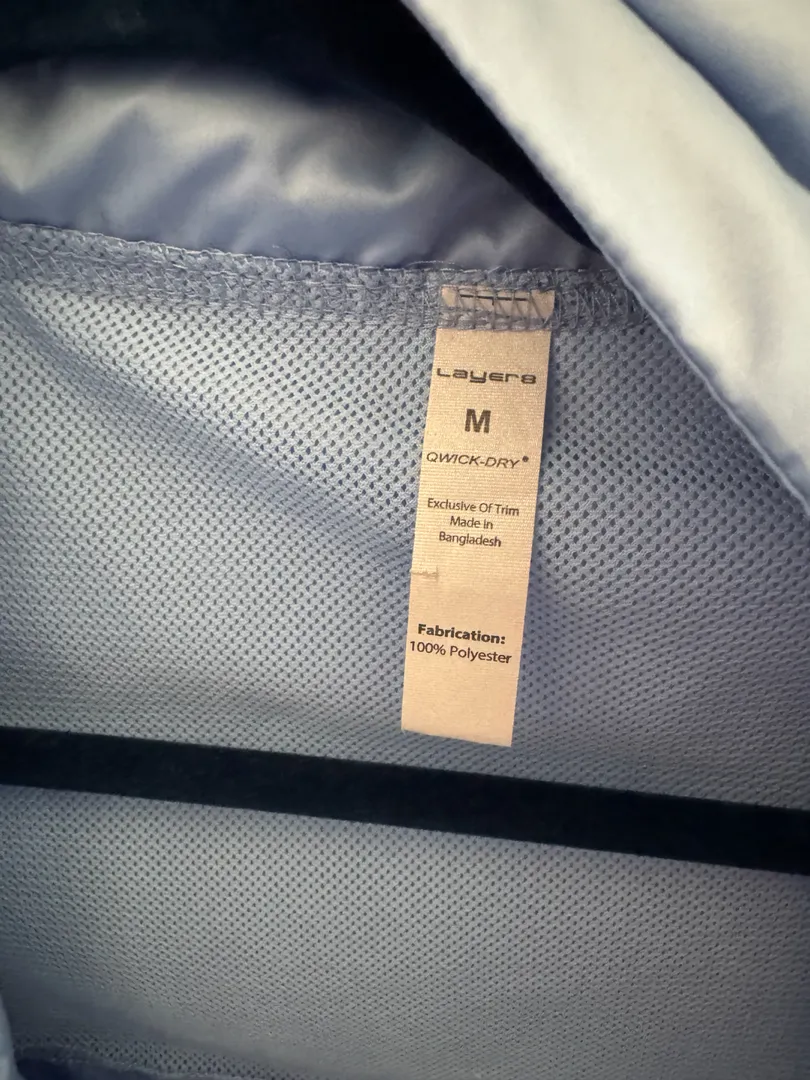 Layer8
M
QWICK-DRY®
Exclusive Of Trim
Made in
Bangladesh
Fabrication:
100% Polyester